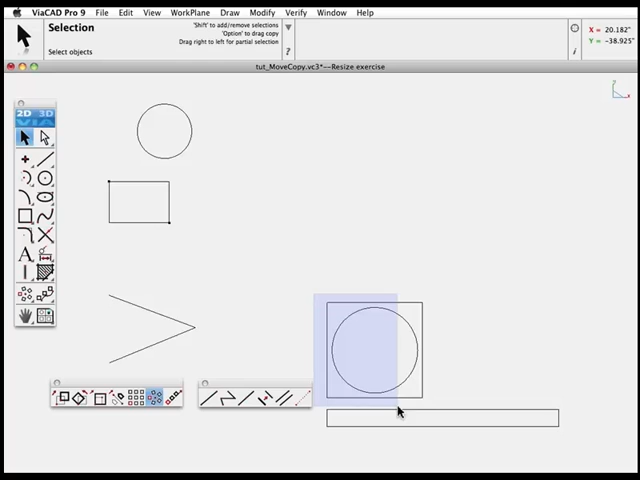 ViaCAD Pro 9 File Edit View WorkPlane Draw Modify Verify Window Help
Selection
Select objects
'Shift' to add/remove selections
'Option' to drag copy
Drag right to left for partial selection
?
X = 20.182"
Y = -38.925"
tut_MoveCopy.vc3*--Resize exercise
2D 3D
VIA
A